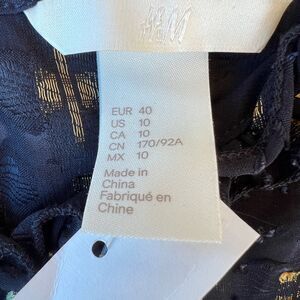 H&M
EUR 40
US 10
CA 10
CN 170/92A
MX 10
Made in
China
Fabriqué en
Chine